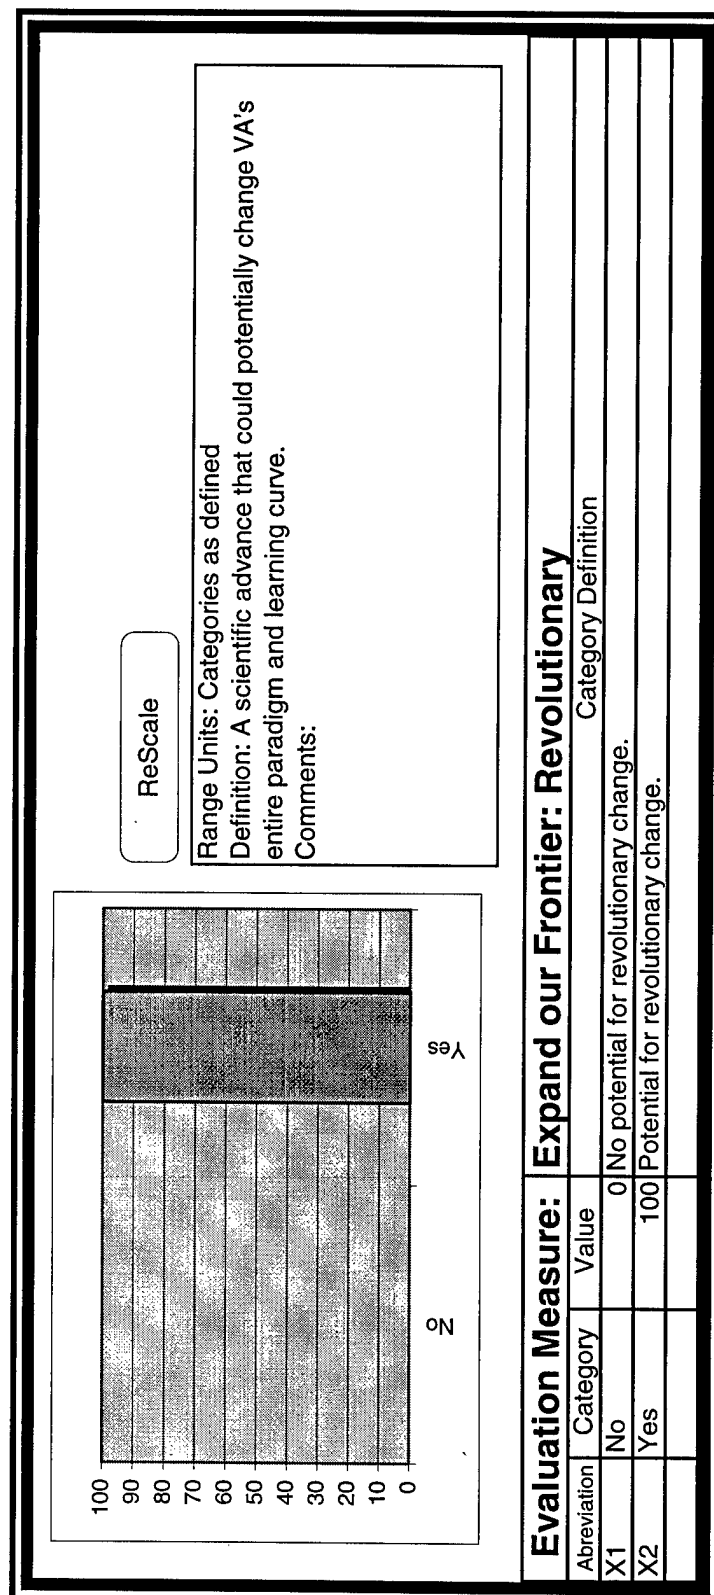 100
90
80
70
60
50
40
30
20
10
0
No
Yes
ReScale
Range Units: Categories as defined
Definition: A scientific advance that could potentially change VA's
entire paradigm and learning curve.
Comments:
Evaluation Measure: Expand our Frontier: Revolutionary
Abreviation Category Value Category Definition
X1 No 0 No potential for revolutionary change.
X2 Yes 100 Potential for revolutionary change.